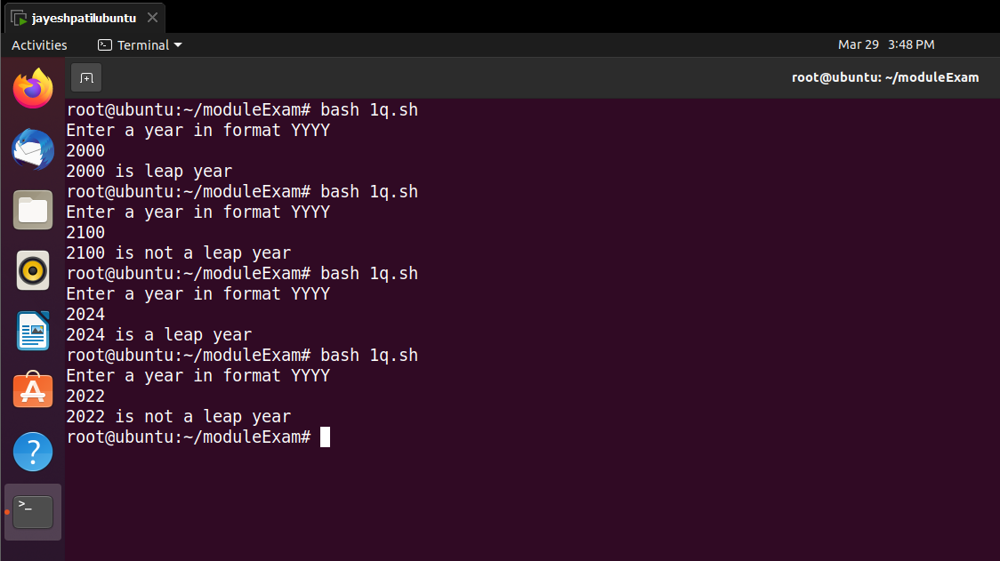 jayeshpatilubuntu
Activities Terminal Mar 29 3:48 PM
root@ubuntu: ~/moduleExam
root@ubuntu:~/moduleExam# bash 1q.sh
Enter a year in format YYYY
2000
2000 is leap year
root@ubuntu:~/moduleExam# bash 1q.sh
Enter a year in format YYYY
2100
2100 is not a leap year
root@ubuntu:~/moduleExam# bash 1q.sh
Enter a year in format YYYY
2024
2024 is a leap year
root@ubuntu:~/moduleExam# bash 1q.sh
Enter a year in format YYYY
2022
2022 is not a leap year
root@ubuntu:~/moduleExam#